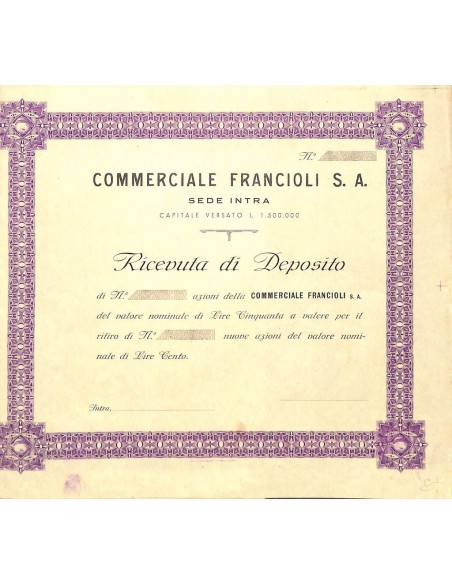 N.º
COMMERCIALE FRANCIOLI S. A.
SEDE INTRA
CAPITALE VERSATO L. 1.500.000
Ricevuta di Deposito
di N.º azioni della COMMERCIALE FRANCIOLI S. A.
del valore nominale di Lire Cinquanta a valere per il
ritiro di N.º nuove azioni del valore nomi-
nale di Lire Cento.
Intra,